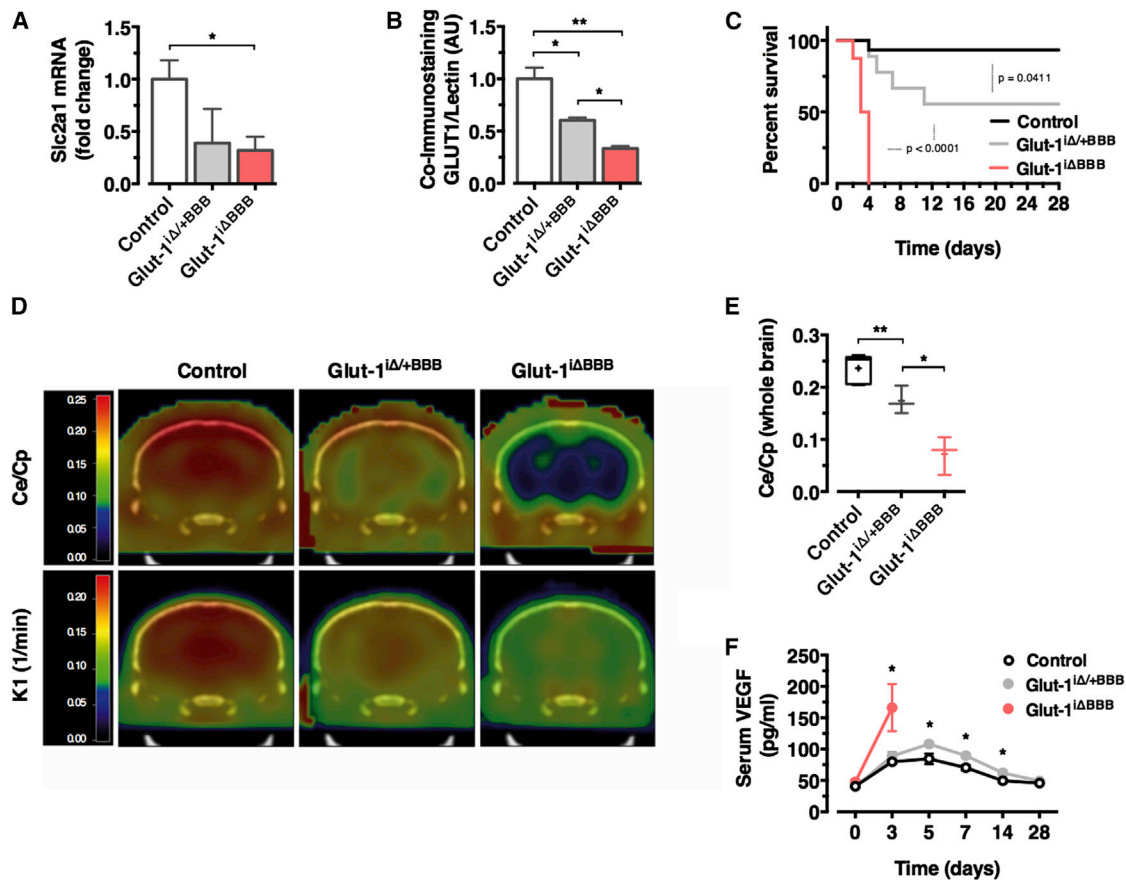 A
Slc2a1 mRNA
(fold change)
1.5
1.0
0.5
0.0
*
Control
Glut-1iΔ/+BBB
Glut-1iΔBBB
B
Co-Immunostaining
GLUT1/Lectin (AU)
1.5
1.0
0.5
0.0
**
*
*
Control
Glut-1iΔ/+BBB
Glut-1iΔBBB
C
Percent survival
100
50
0
p = 0.0411
p < 0.0001
Control
Glut-1iΔ/+BBB
Glut-1iΔBBB
0 4 8 12 16 20 24 28
Time (days)
D
Control Glut-1iΔ/+BBB Glut-1iΔBBB
Ce/Cp
0.25
0.20
0.15
0.10
0.05
0.00
K1 (1/min)
0.20
0.15
0.10
0.05
0.00
E
Ce/Cp (whole brain)
0.3
0.2
0.1
0.0
**
*
Control
Glut-1iΔ/+BBB
Glut-1iΔBBB
F
Serum VEGF
(pg/ml)
250
200
150
100
50
0
* * * *
Control
Glut-1iΔ/+BBB
Glut-1iΔBBB
0 3 5 7 14 28
Time (days)